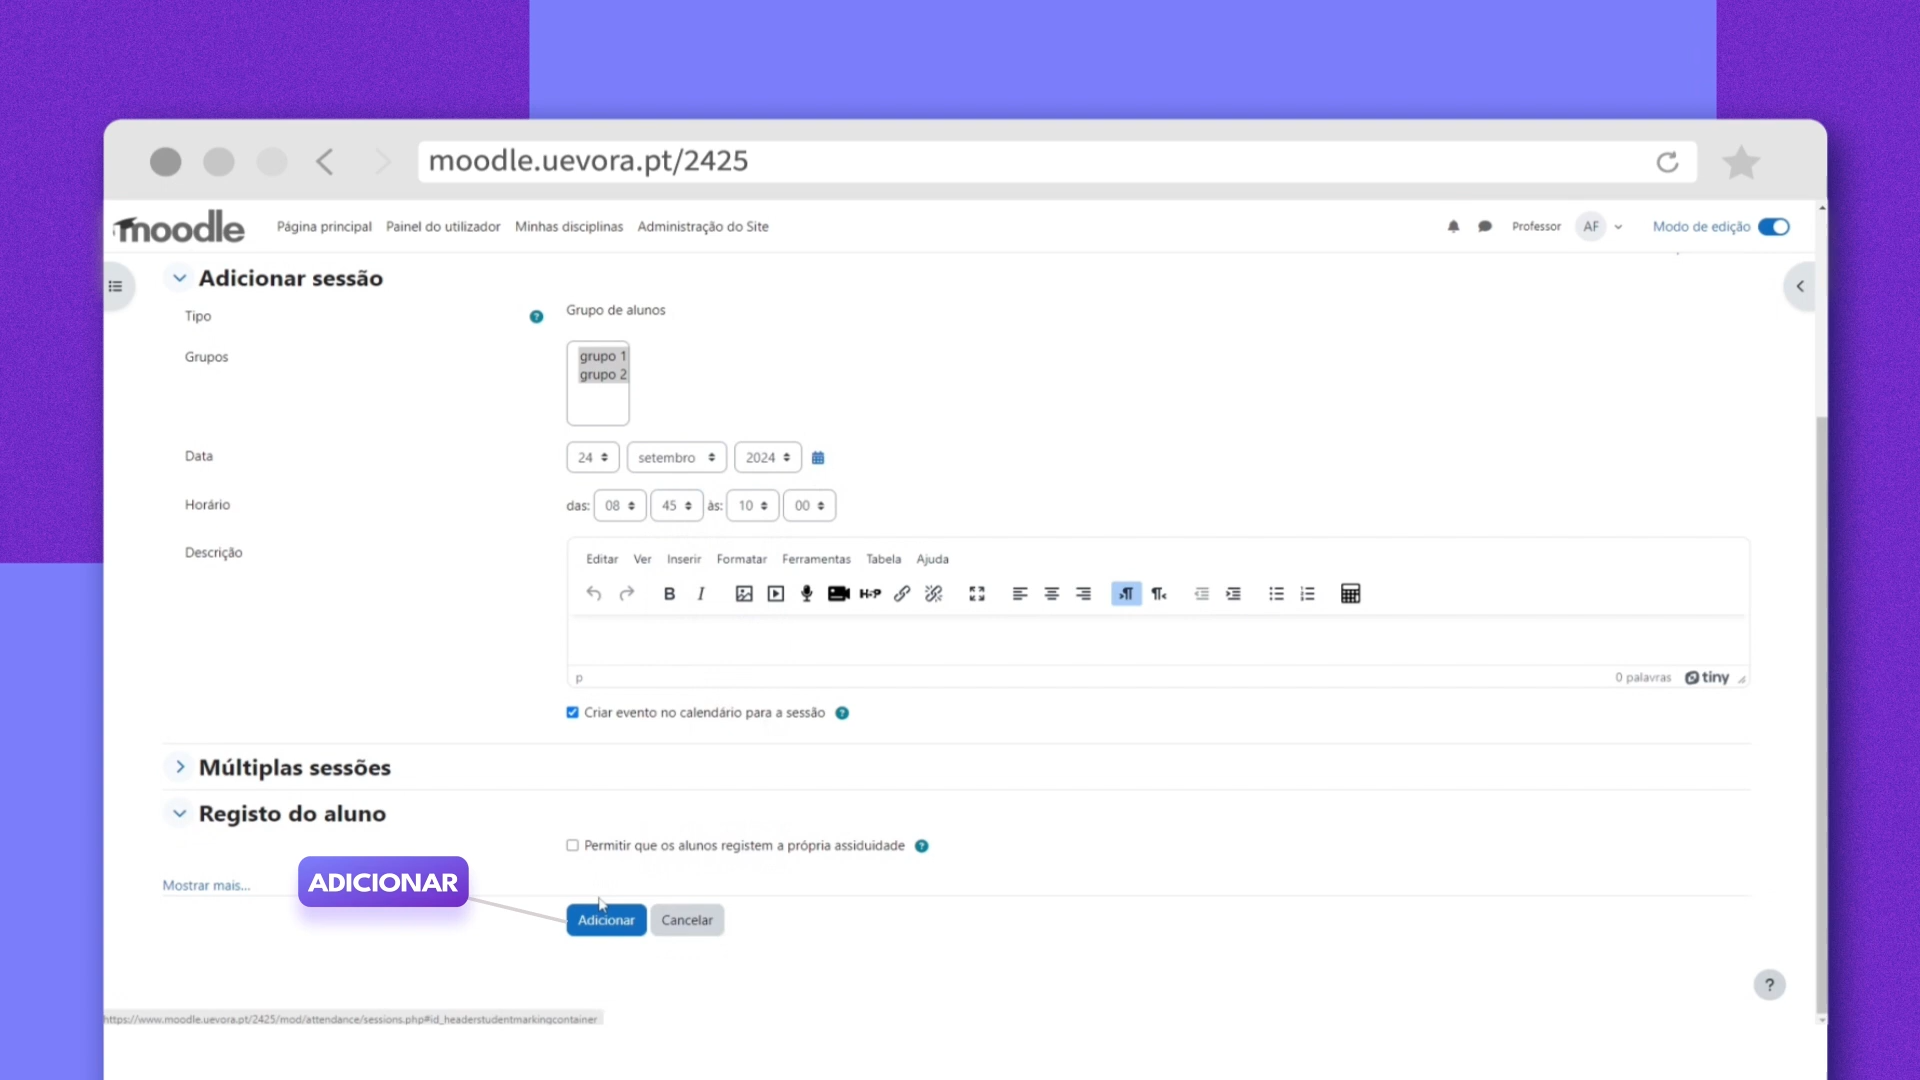 moodle.uevora.pt/2425
moodle
Página principal Painel do utilizador Minhas disciplinas Administração do Site
Professor AF Modo de edição
Adicionar sessão
Tipo ? Grupo de alunos
Grupos
grupo 1
grupo 2
Data 24 setembro 2024
Horário das: 08 45 às: 10 00
Descrição
Editar Ver Inserir Formatar Ferramentas Tabela Ajuda
B I H-P
p 0 palavras tiny
Criar evento no calendário para a sessão ?
Múltiplas sessões
Registo do aluno
Permitir que os alunos registem a própria assiduidade ?
Mostrar mais...
ADICIONAR
Adicionar Cancelar
?
https://www.moodle.uevora.pt/2425/mod/attendance/sessions.php#id_headerstudentmarkingcontainer